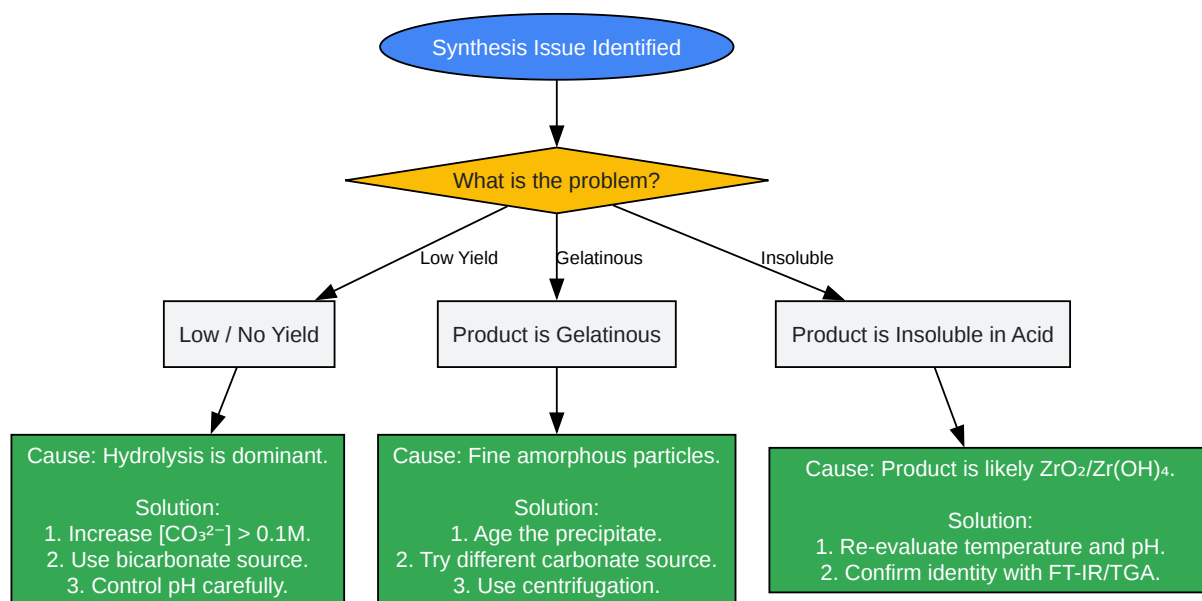 Synthesis Issue Identified
What is the problem?
Low Yield
Gelatinous
Insoluble
Low / No Yield
Product is Gelatinous
Product is Insoluble in Acid
Cause: Hydrolysis is dominant.
Solution:
1. Increase [CO₃²⁻] > 0.1M.
2. Use bicarbonate source.
3. Control pH carefully.
Cause: Fine amorphous particles.
Solution:
1. Age the precipitate.
2. Try different carbonate source.
3. Use centrifugation.
Cause: Product is likely ZrO₂/Zr(OH)₄.
Solution:
1. Re-evaluate temperature and pH.
2. Confirm identity with FT-IR/TGA.